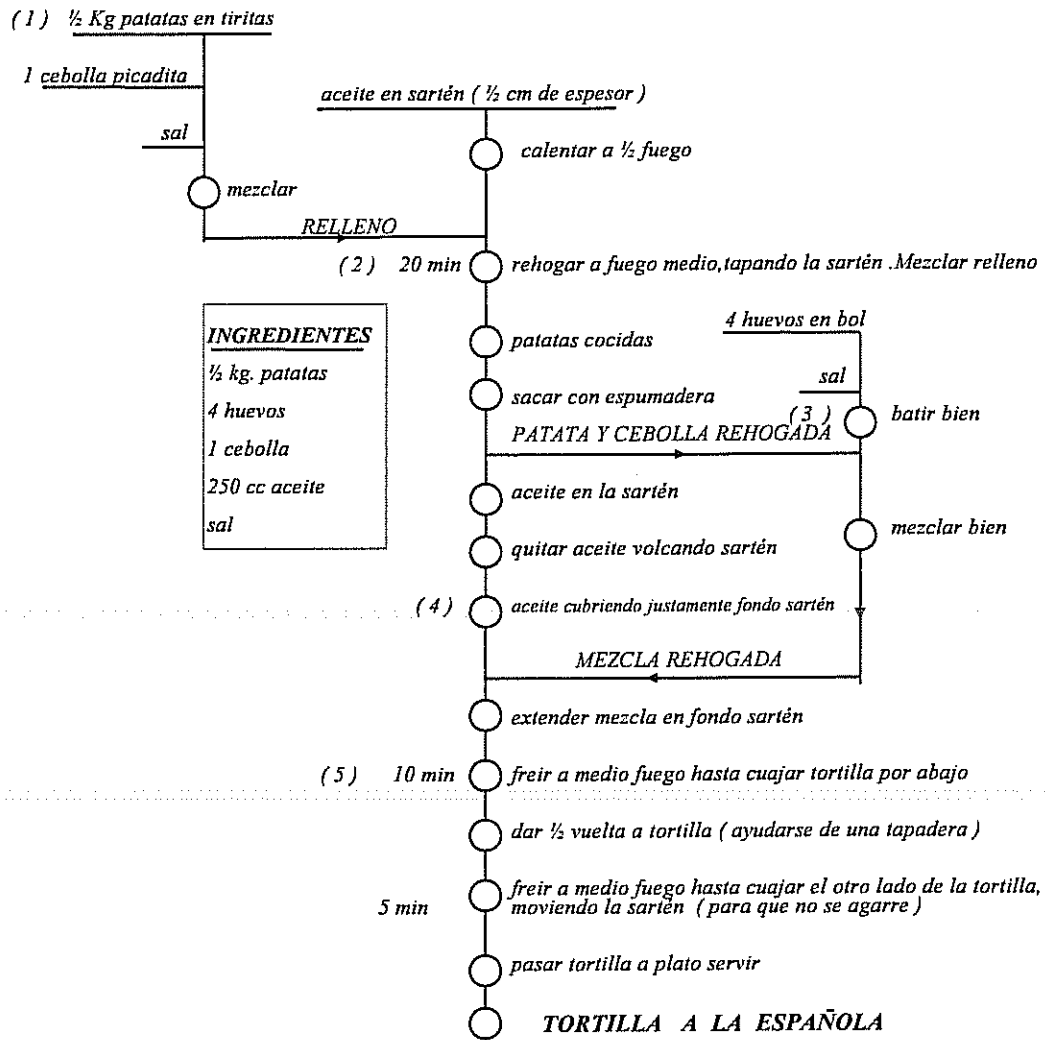 (1) ½ Kg patatas en tiritas
1 cebolla picadita
aceite en sartén ( ½ cm de espesor )
sal
calentar a ½ fuego
mezclar
RELLENO
(2) 20 min rehogar a fuego medio, tapando la sartén .Mezclar relleno
INGREDIENTES
½ kg. patatas
4 huevos
1 cebolla
250 cc aceite
sal
4 huevos en bol
patatas cocidas
sal
sacar con espumadera
(3) batir bien
PATATA Y CEBOLLA REHOGADA
aceite en la sartén
mezclar bien
quitar aceite volcando sartén
(4) aceite cubriendo justamente fondo sartén
MEZCLA REHOGADA
extender mezcla en fondo sartén
(5) 10 min freir a medio fuego hasta cuajar tortilla por abajo
dar ½ vuelta a tortilla ( ayudarse de una tapadera )
5 min freir a medio fuego hasta cuajar el otro lado de la tortilla,
moviendo la sartén ( para que no se agarre )
pasar tortilla a plato servir
TORTILLA A LA ESPAÑOLA